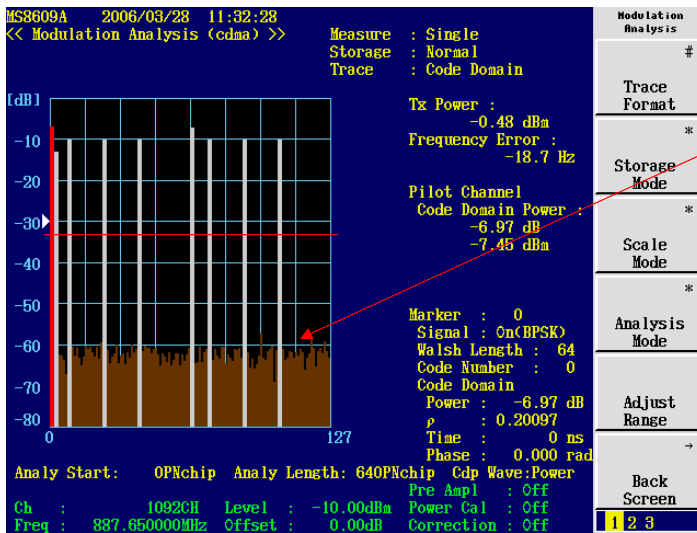 MS8609A 2006/03/28 11:32:28
<< Modulation Analysis (cdma) >>
Measure : Single
Storage : Normal
Trace : Code Domain
[dB]
-10
-20
-30
-40
-50
-60
-70
-80
0
127
Tx Power :
-0.48 dBm
Frequency Error :
-18.7 Hz
Pilot Channel
Code Domain Power :
-6.97 dB
-7.45 dBm
Marker : 0
Signal : On(BPSK)
Walsh Length : 64
Code Number : 0
Code Domain
Power : -6.97 dB
ρ : 0.20097
Time : 0 ns
Phase : 0.000 rad
Analy Start: 0PNchip Analy Length: 640PNchip Cdp Wave:Power
Pre Ampl : Off
Ch : 1092CH Level : -10.00dBm Power Cal : Off
Freq : 887.650000MHz Offset : 0.00dB Correction : Off
Modulation
Analysis
#
Trace
Format
*
Storage
Mode
*
Scale
Mode
*
Analysis
Mode
Adjust
Range
→
Back
Screen
1 2 3